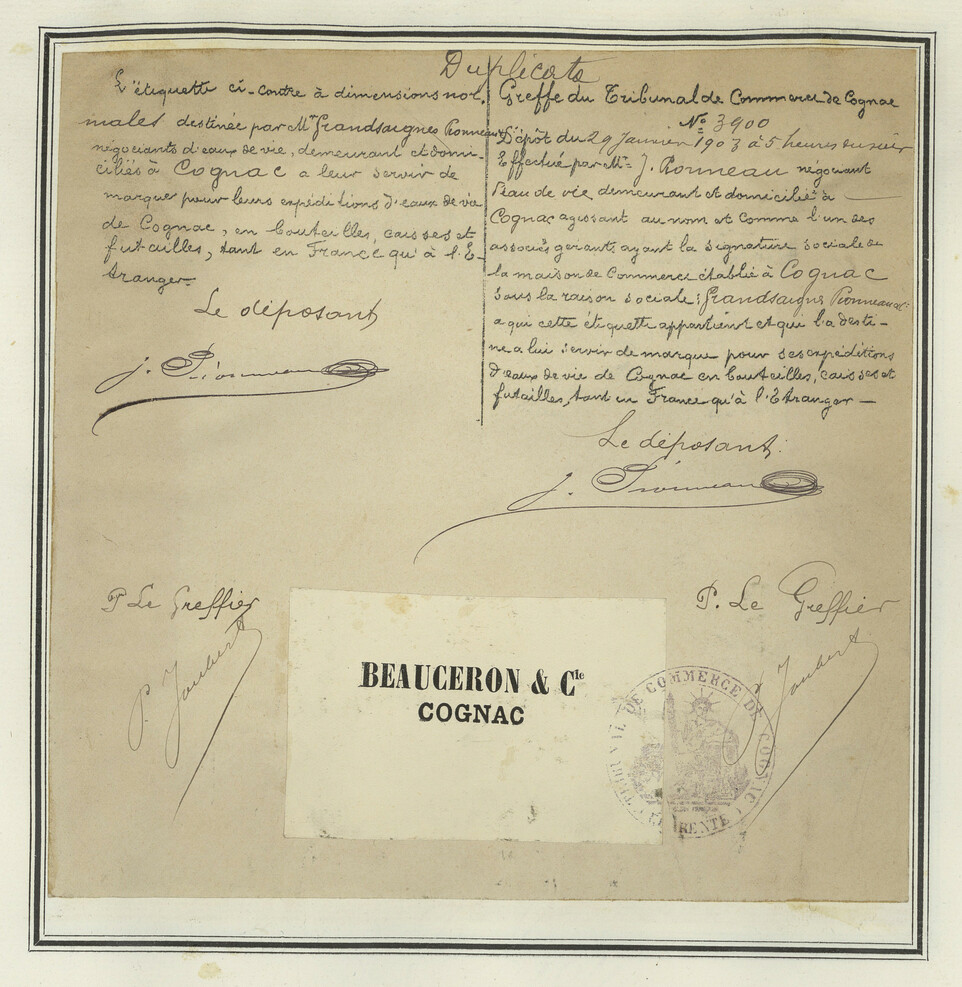 Duplicata
L'étiquette ci-contre à dimensions nor-
males destinée par Mrs Grandsaignes Pionneau
négociants d'eaux de vie, demeurant et domi-
ciliés à Cognac a leur servir de
marque pour leurs expéditions d'eaux de vie
de Cognac, en bouteilles, caisses et
futailles, tant en France qu'à l'E-
tranger-
Le déposant
J. Pionneau
Greffe du Tribunal de Commerce de Cognac
No 3900
Dépôt du 29 Janvier 1903 à 5 heures du soir
Effectué par Mr J. Pionneau négociant
d'eau de vie demeurant et domicilié à
Cognac agissant au nom et comme l'un des
associés gérants ayant la signature sociale de
la maison de Commerce établie à Cognac
sous la raison sociale: Grandsaignes Pionneau
a qui cette étiquette appartient et qui l'a desti-
née a lui servir de marque pour ses expéditions
d'eaux de vie de Cognac en bouteilles, caisses et
futailles, tant en France qu'à l'Etranger-
Le déposant.
J. Pionneau
P Le Greffier
P. Joubert
P. Le Greffier
Joubert
BEAUCERON & Cie
COGNAC
DE COMMERCE DE COGNAC